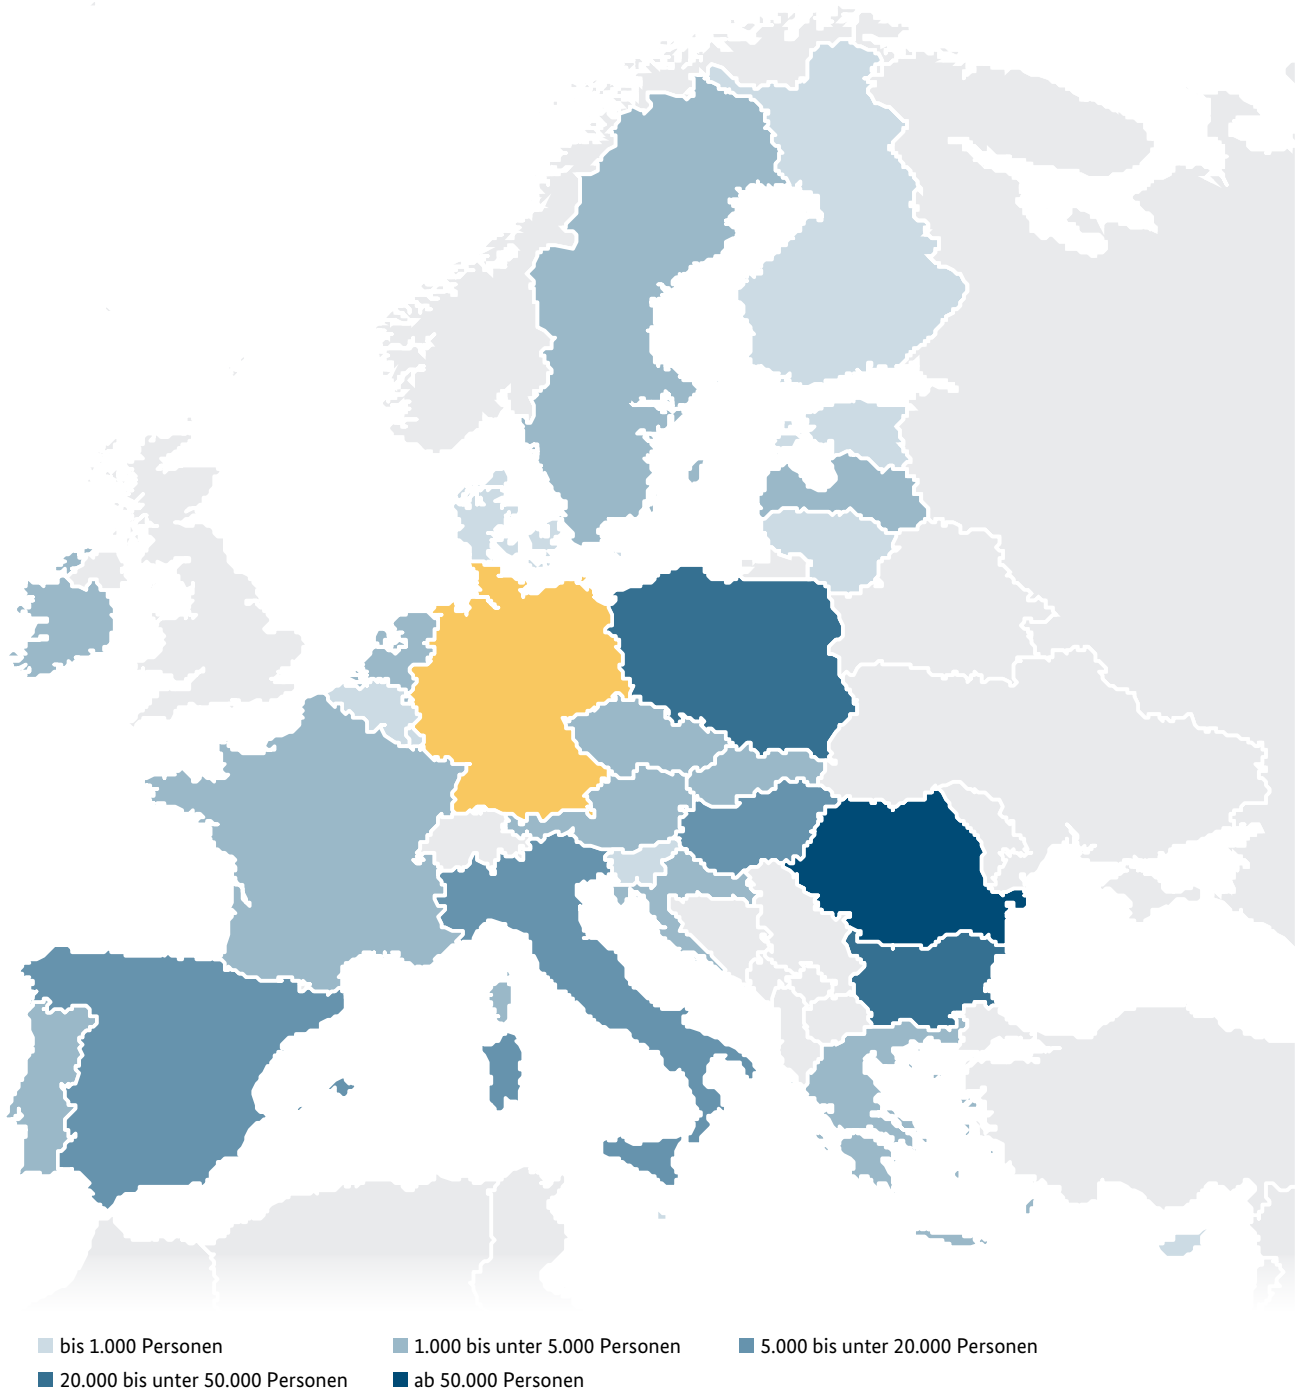 bis 1.000 Personen
1.000 bis unter 5.000 Personen
5.000 bis unter 20.000 Personen
20.000 bis unter 50.000 Personen
ab 50.000 Personen